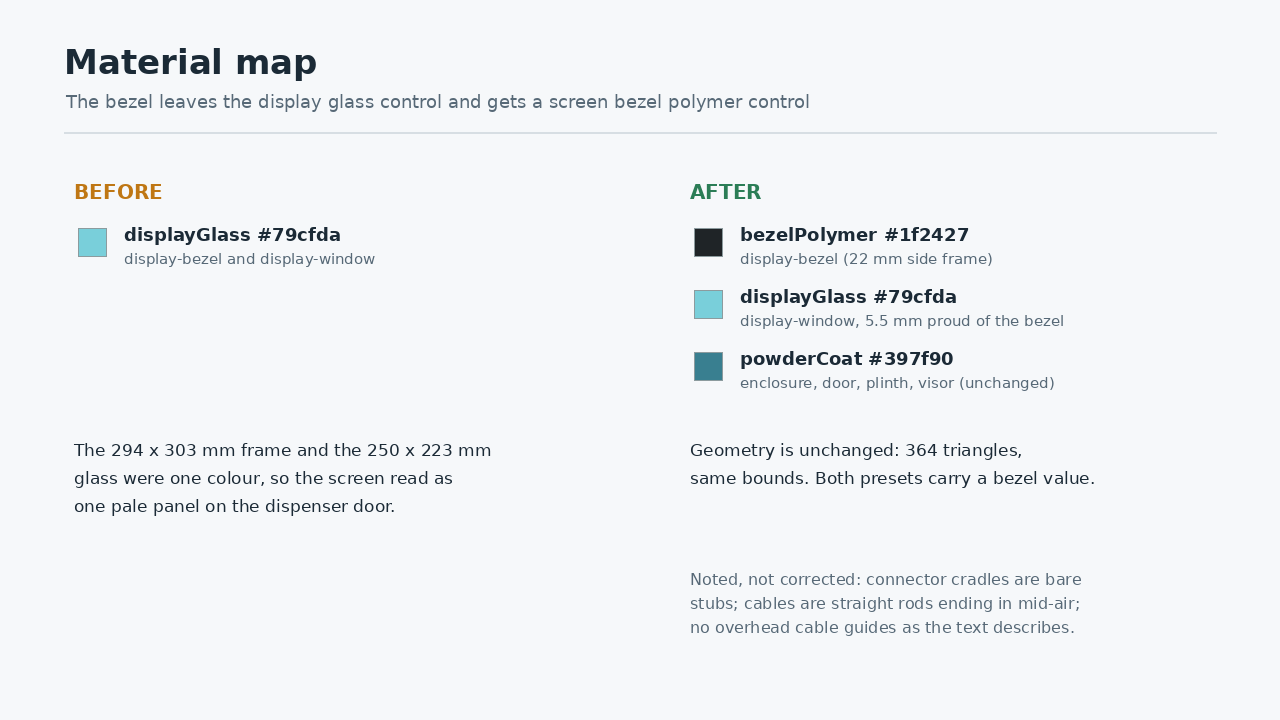 Material map
The bezel leaves the display glass control and gets a screen bezel polymer control
BEFORE
displayGlass #79cfda
display-bezel and display-window
The 294 x 303 mm frame and the 250 x 223 mm
glass were one colour, so the screen read as
one pale panel on the dispenser door.
AFTER
bezelPolymer #1f2427
display-bezel (22 mm side frame)
displayGlass #79cfda
display-window, 5.5 mm proud of the bezel
powderCoat #397f90
enclosure, door, plinth, visor (unchanged)
Geometry is unchanged: 364 triangles,
same bounds. Both presets carry a bezel value.
Noted, not corrected: connector cradles are bare
stubs; cables are straight rods ending in mid-air;
no overhead cable guides as the text describes.